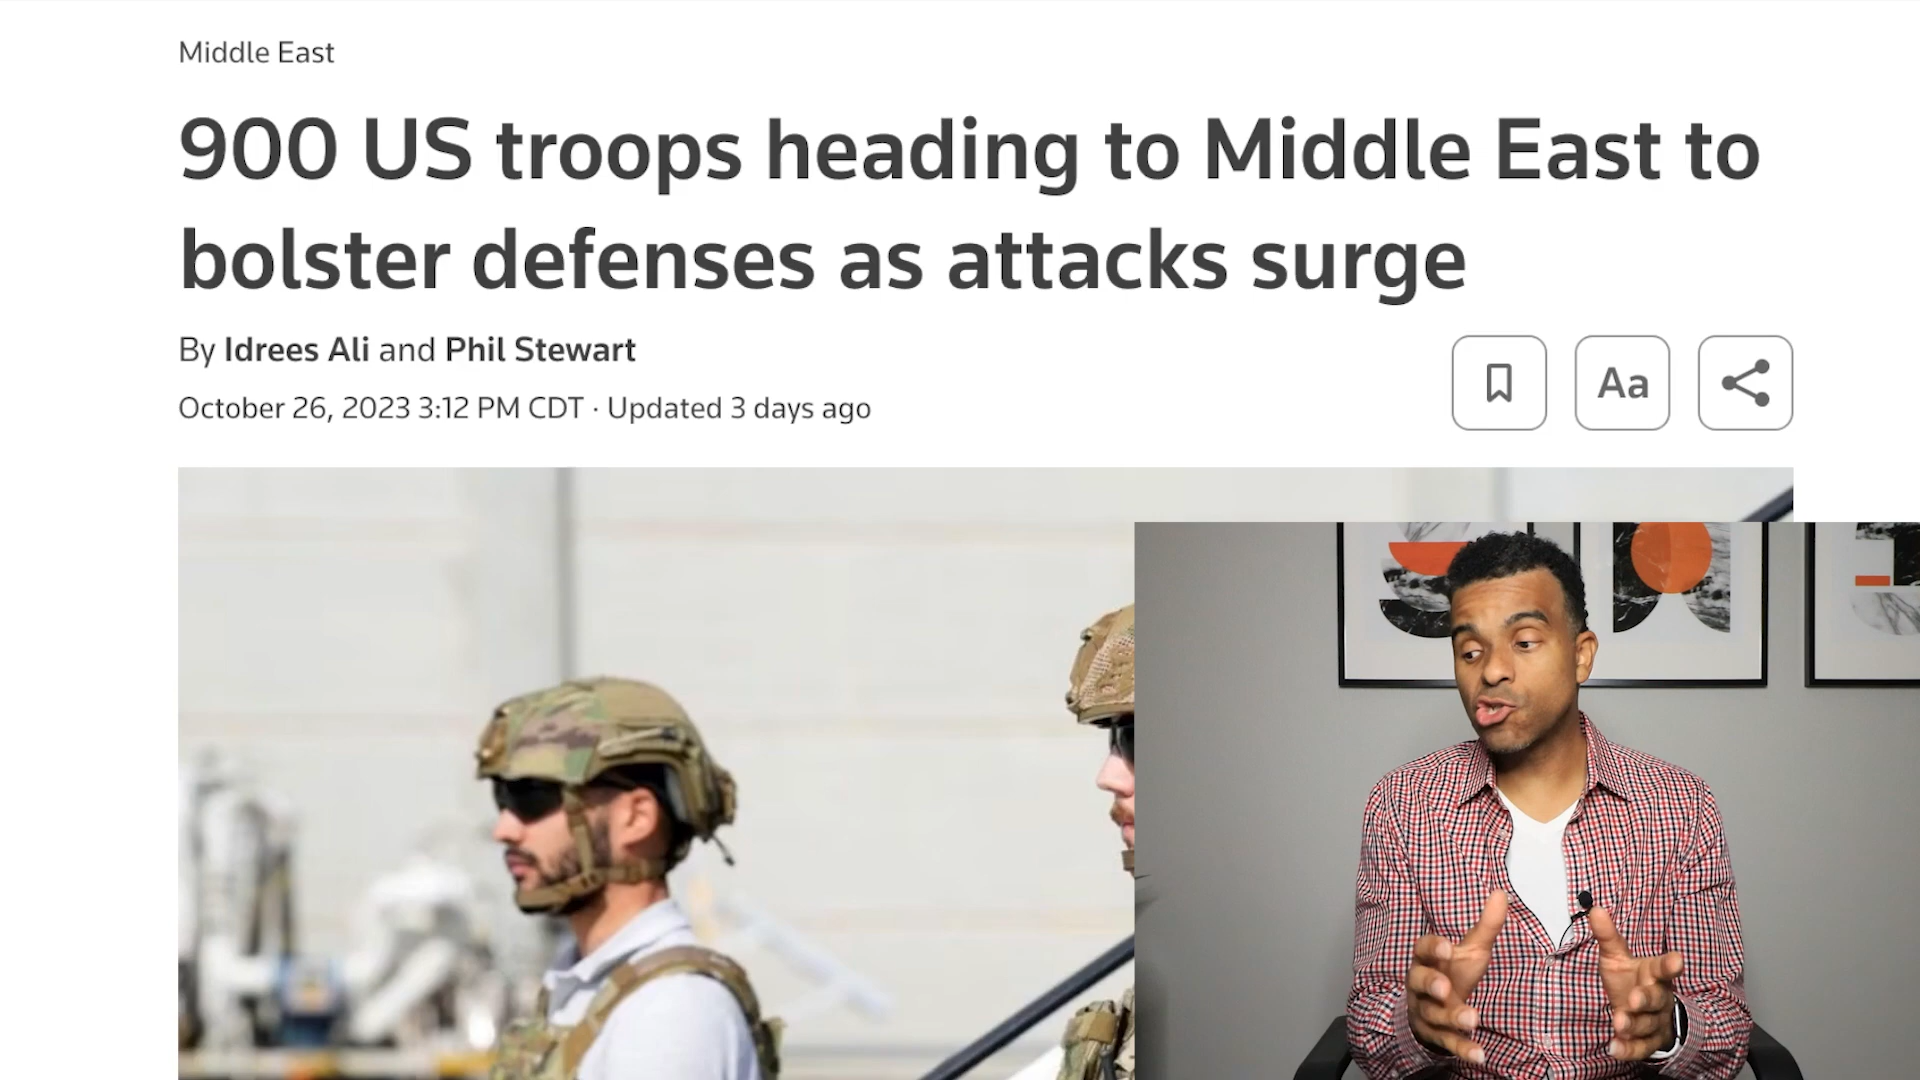 Middle East
900 US troops heading to Middle East to
bolster defenses as attacks surge
By Idrees Ali and Phil Stewart
October 26, 2023 3:12 PM CDT · Updated 3 days ago
Aa